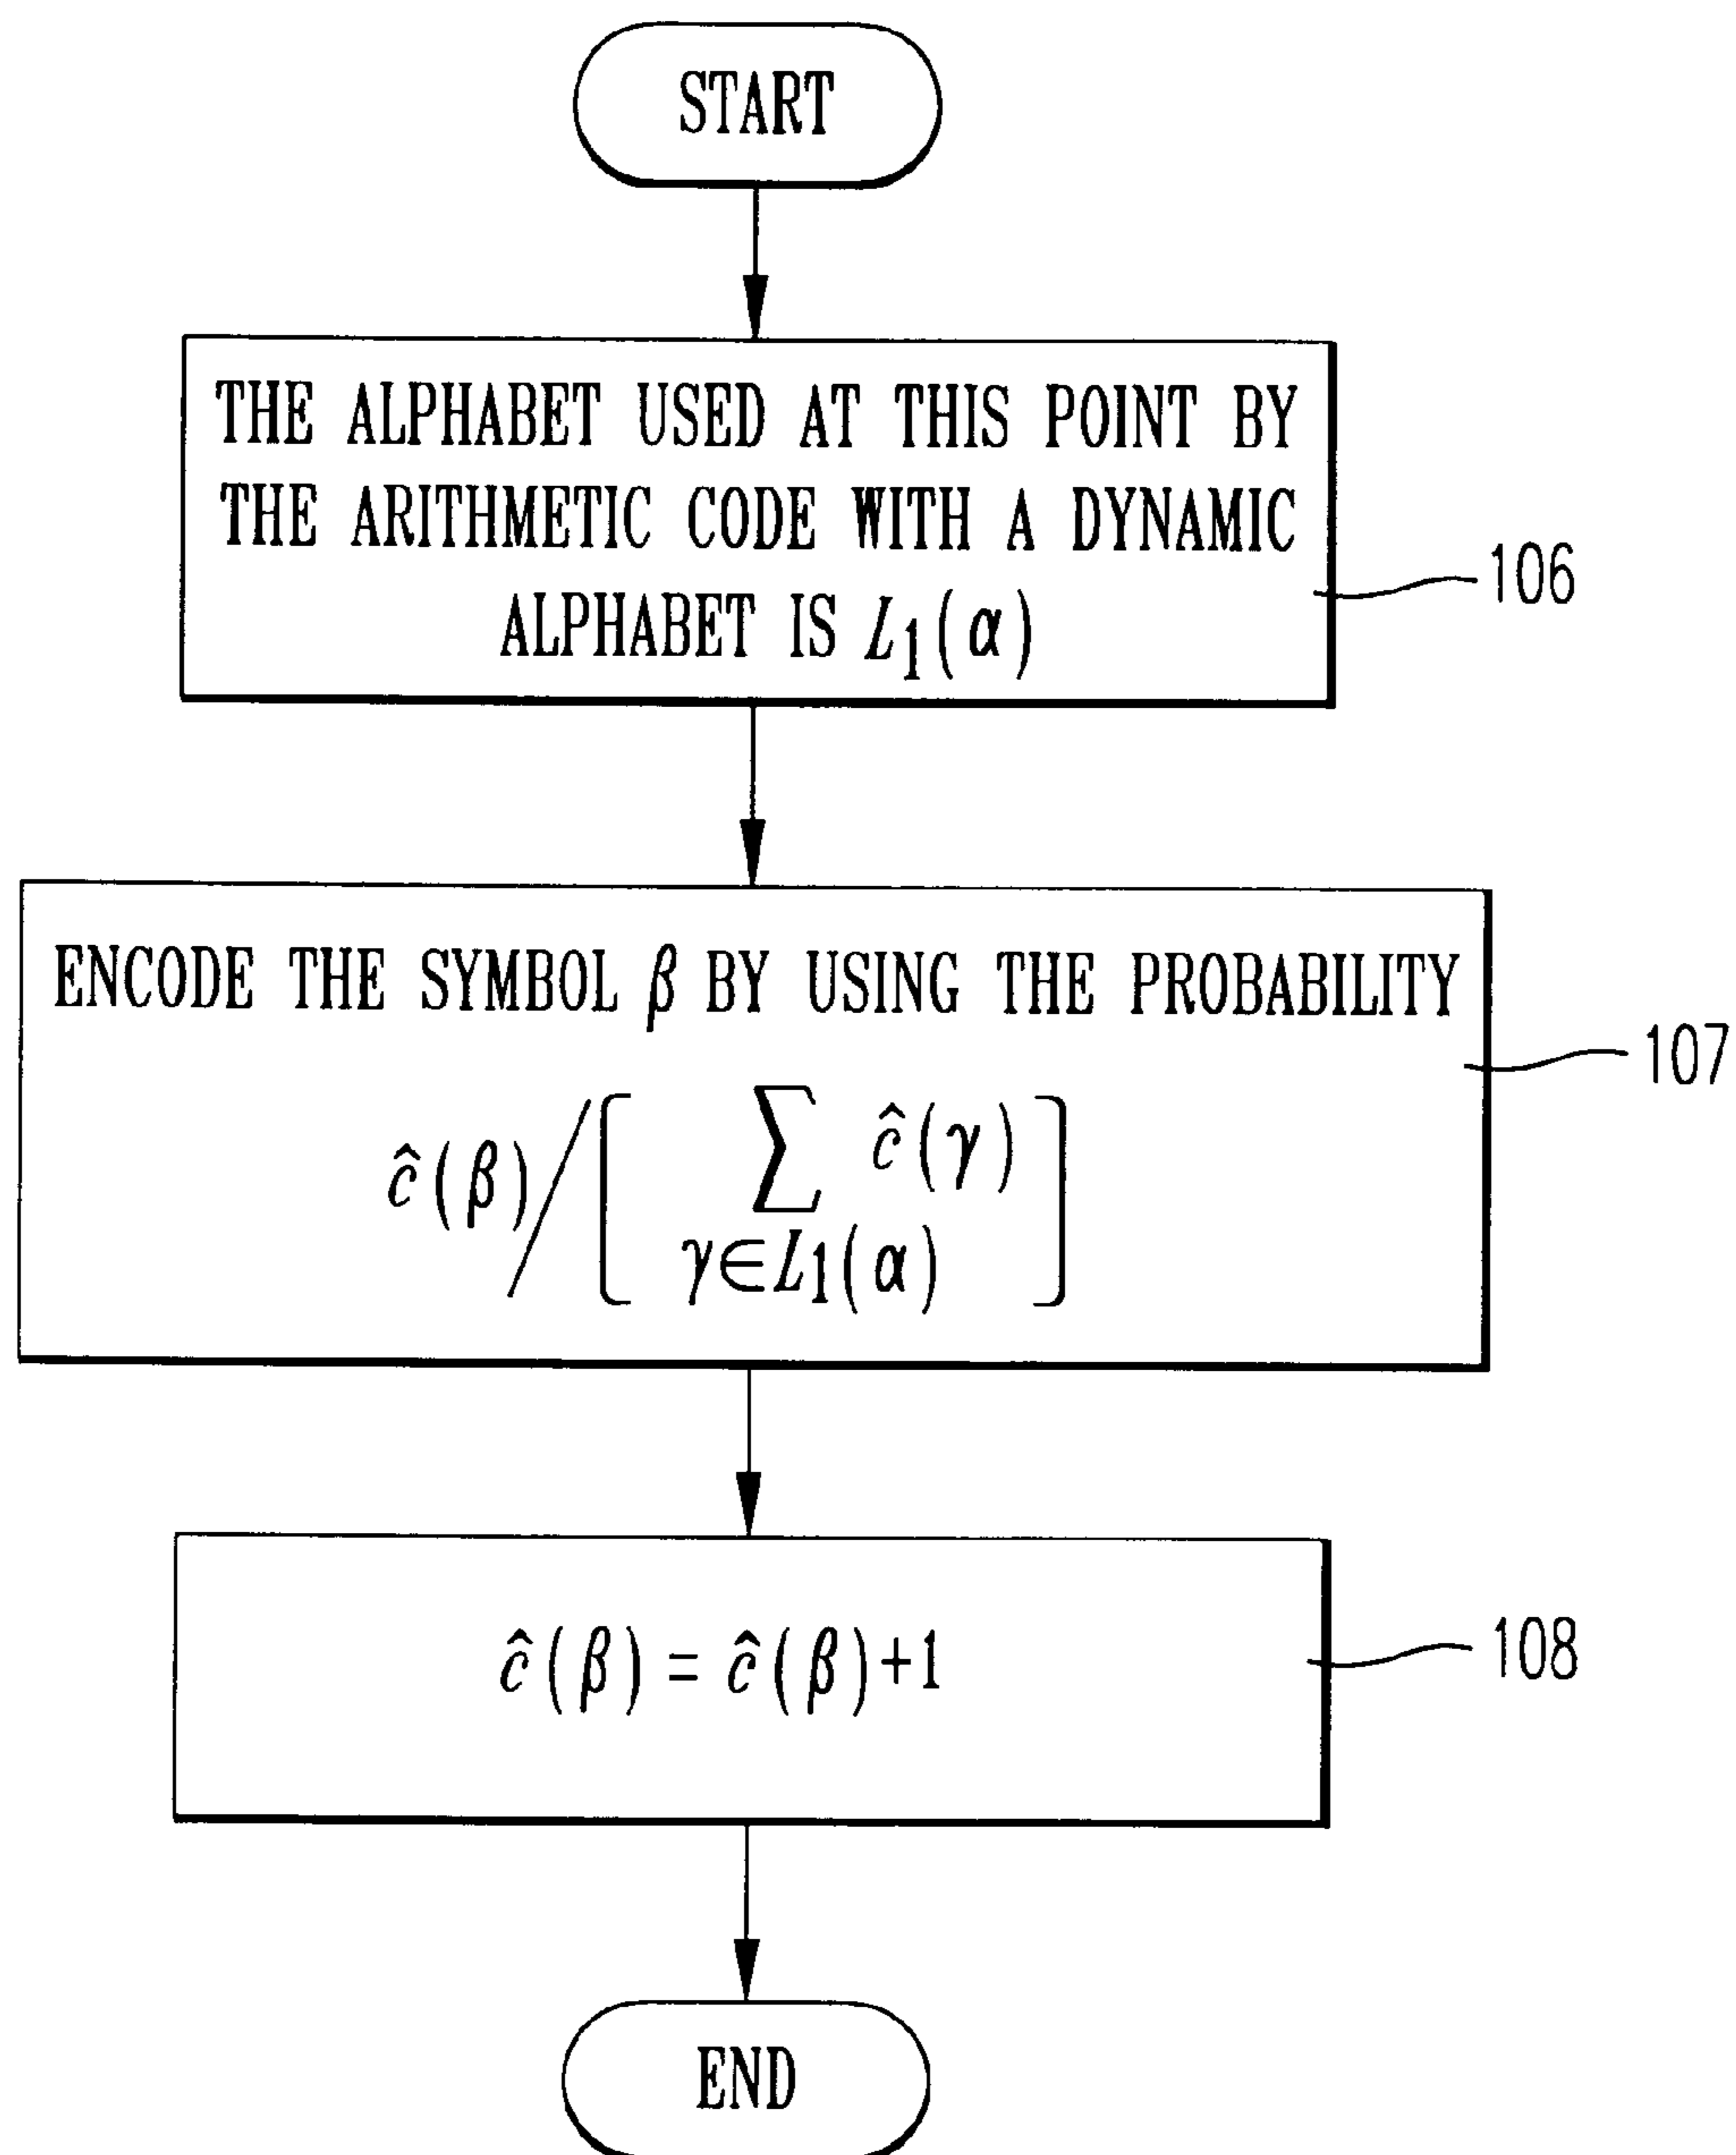 START
THE ALPHABET USED AT THIS POINT BY
THE ARITHMETIC CODE WITH A DYNAMIC
ALPHABET IS L₁(α)
106
ENCODE THE SYMBOL β BY USING THE PROBABILITY
ĉ(β)/[∑ ĉ(γ)]
γ∈L₁(α)
107
ĉ(β) = ĉ(β)+1
108
END